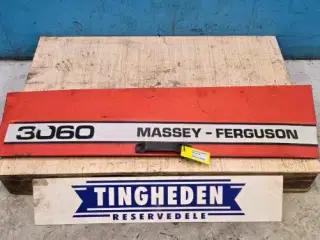 3060 MASSEY - FERGUSON
TINGHEDEN
RESERVEDELE